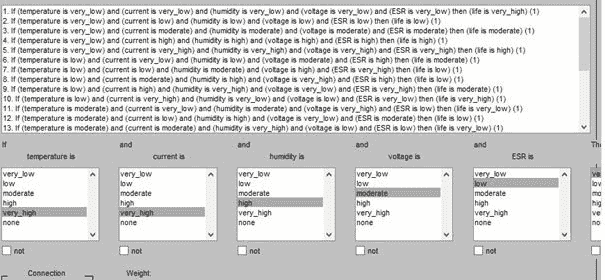 1. If (temperature is very_low) and (current is very_low) and (humidity is very_low) and (voltage is very_low) and (ESR is very_low) then (life is very_high) (1)
2. If (temperature is very_low) and (current is low) and (humidity is low) and (voltage is low) and (ESR is low) then (life is low) (1)
3. If (temperature is very_low) and (current is moderate) and (humidity is moderate) and (voltage is moderate) and (ESR is moderate) then (life is moderate) (1)
4. If (temperature is very_low) and (current is high) and (humidity is high) and (voltage is high) and (ESR is high) then (life is high) (1)
5. If (temperature is very_low) and (current is very_high) and (humidity is very_high) and (voltage is very_high) and (ESR is very_high) then (life is high) (1)
6. If (temperature is low) and (current is very_low) and (humidity is low) and (voltage is moderate) and (ESR is high) then (life is moderate) (1)
7. If (temperature is low) and (current is low) and (humidity is moderate) and (voltage is high) and (ESR is very_high) then (life is low) (1)
8. If (temperature is low) and (current is moderate) and (humidity is high) and (voltage is very_high) and (ESR is very_low) then (life is high) (1)
9. If (temperature is low) and (current is high) and (humidity is very_high) and (voltage is very_low) and (ESR is very_high) then (life is moderate) (1)
10. If (temperature is low) and (current is very_high) and (humidity is very_low) and (voltage is low) and (ESR is very_low) then (life is very_high) (1)
11. If (temperature is moderate) and (current is very_low) and (humidity is moderate) and (voltage is very_high) and (ESR is low) then (life is very_low) (1)
12. If (temperature is moderate) and (current is low) and (humidity is high) and (voltage is very_low) and (ESR is moderate) then (life is low) (1)
13. If (temperature is moderate) and (current is moderate) and (humidity is very_high) and (voltage is low) and (ESR is low) then (life is very_low) (1)
If and and and and
temperature is current is humidity is voltage is ESR is
very_low very_low very_low very_low very_low
low low low low low
moderate moderate moderate moderate moderate
high high high high high
very_high very_high very_high very_high very_high
none none none none none
not not not not not
Connection Weight: